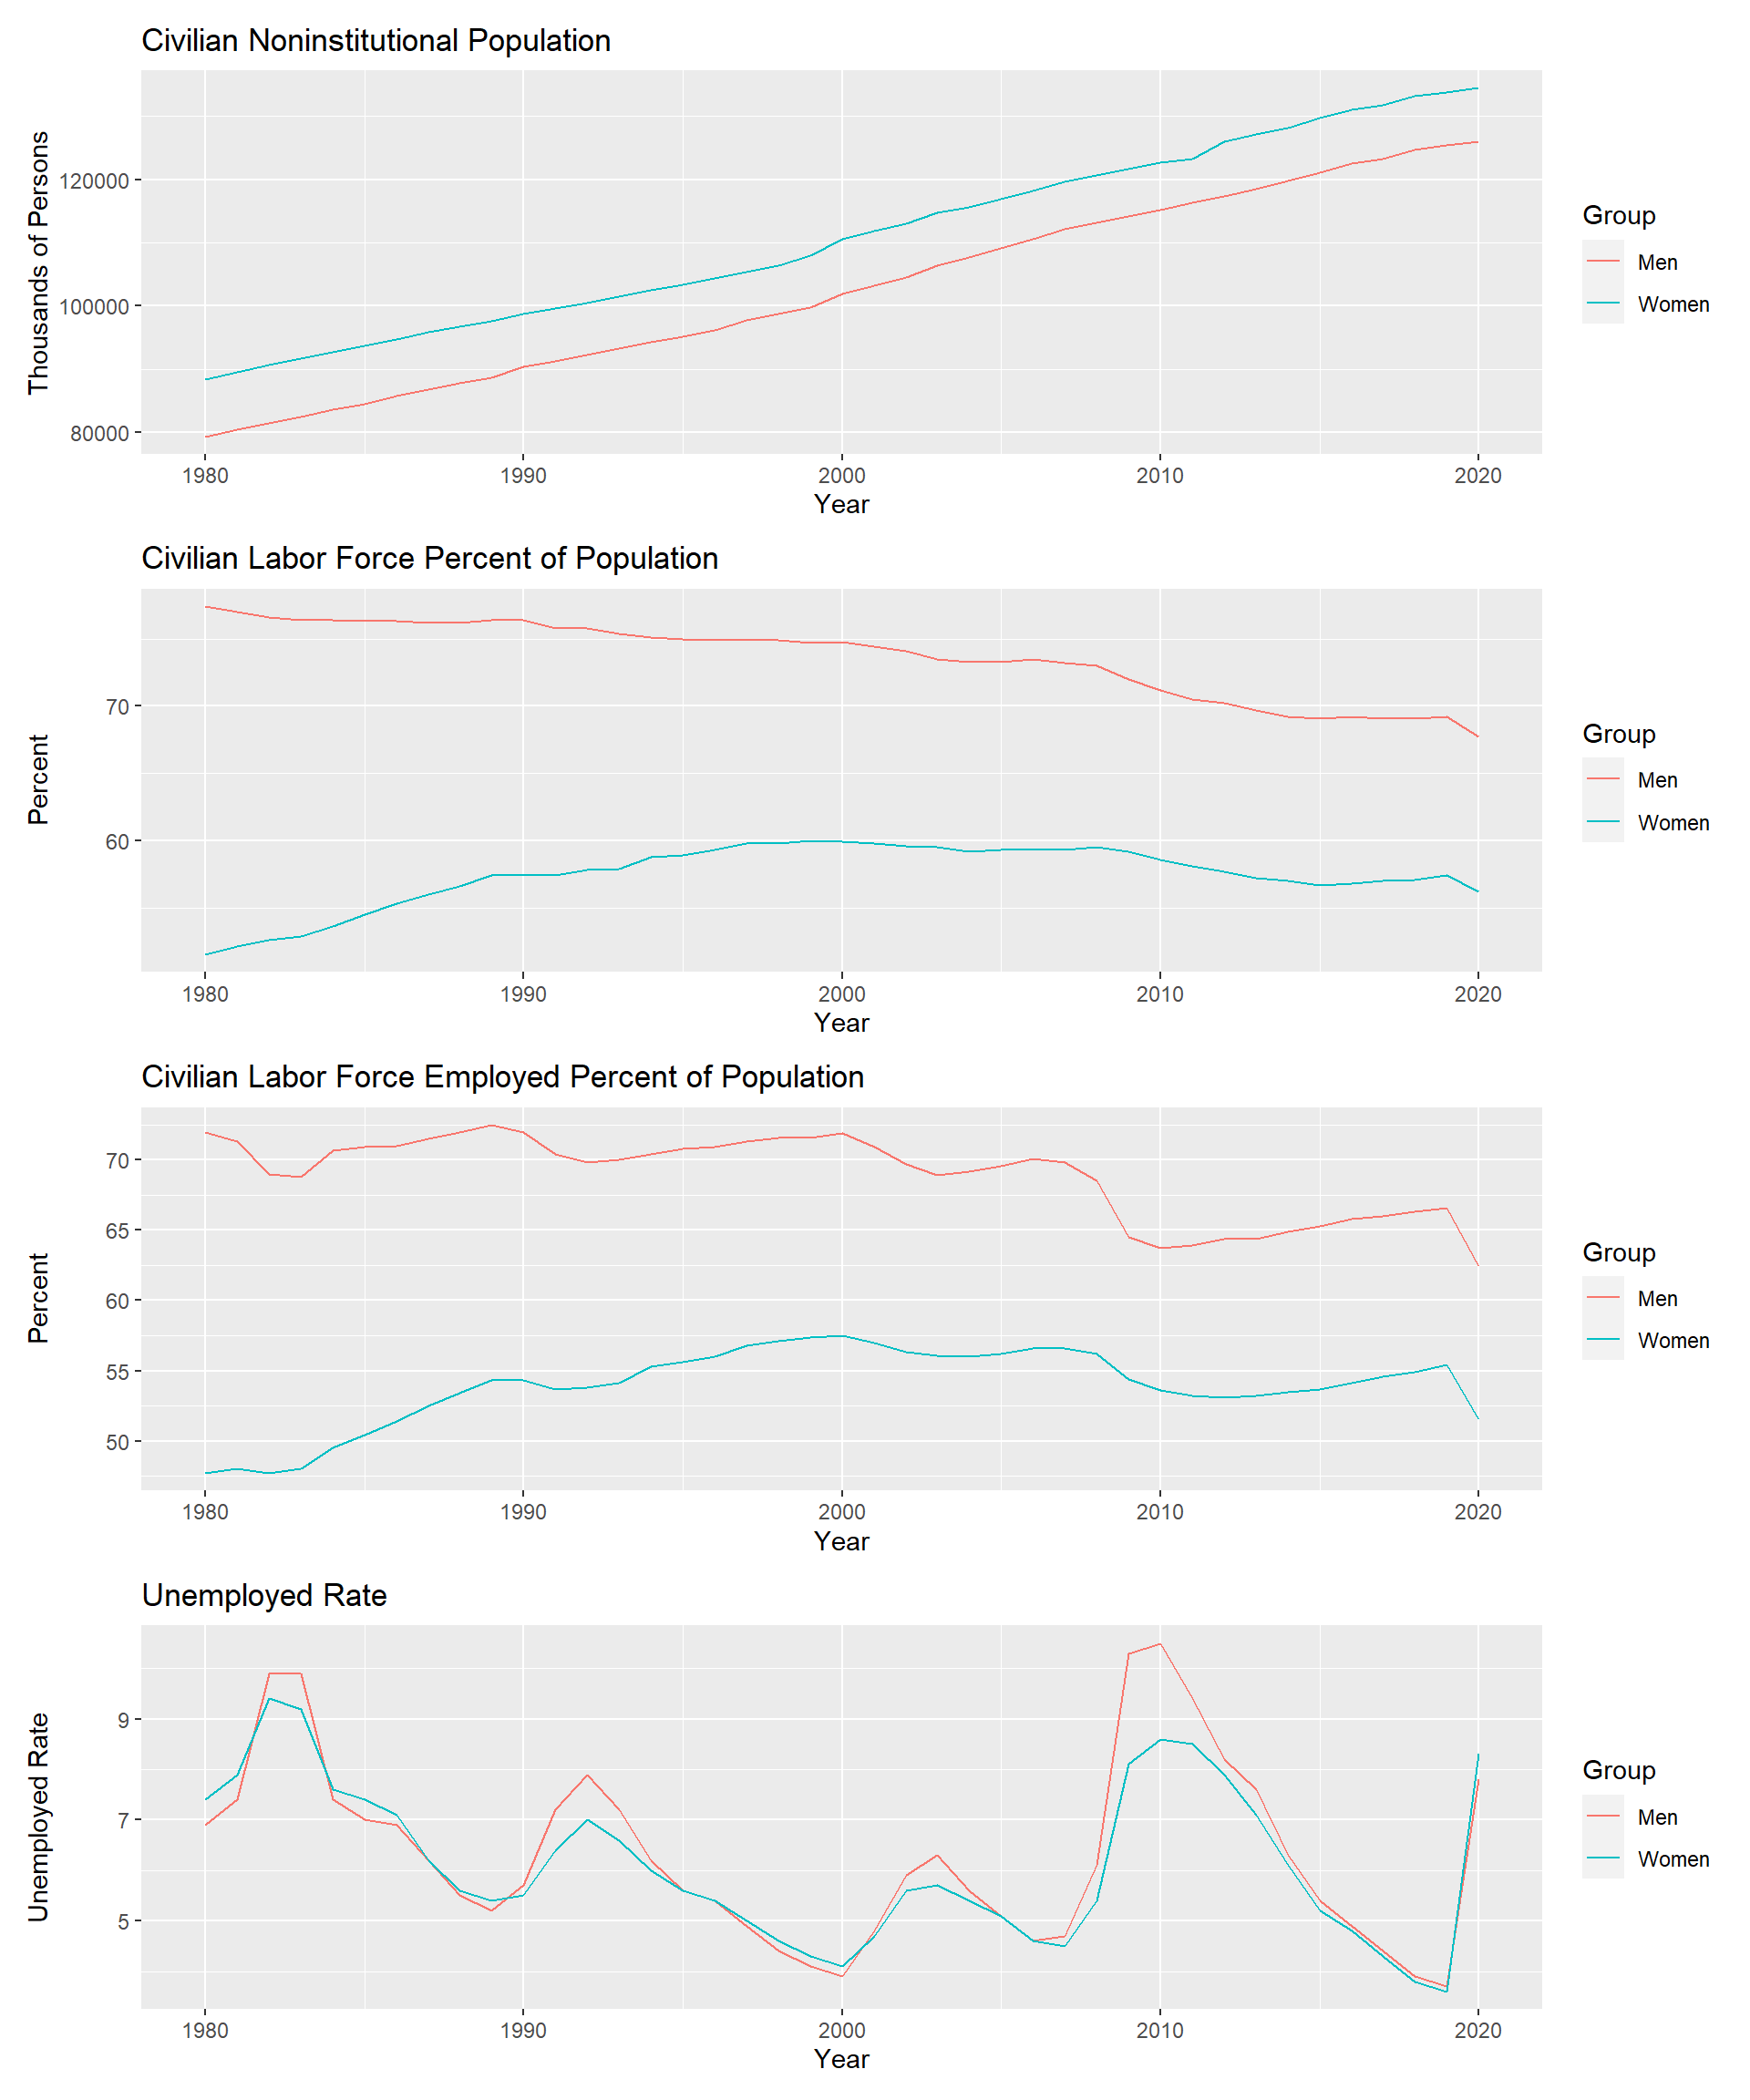 Civilian Noninstitutional Population
Thousands of Persons
120000
100000
80000
1980 1990 2000 2010 2020
Year
Group
Men
Women
Civilian Labor Force Percent of Population
Percent
70
60
1980 1990 2000 2010 2020
Year
Group
Men
Women
Civilian Labor Force Employed Percent of Population
Percent
70
65
60
55
50
1980 1990 2000 2010 2020
Year
Group
Men
Women
Unemployed Rate
Unemployed Rate
9
7
5
1980 1990 2000 2010 2020
Year
Group
Men
Women